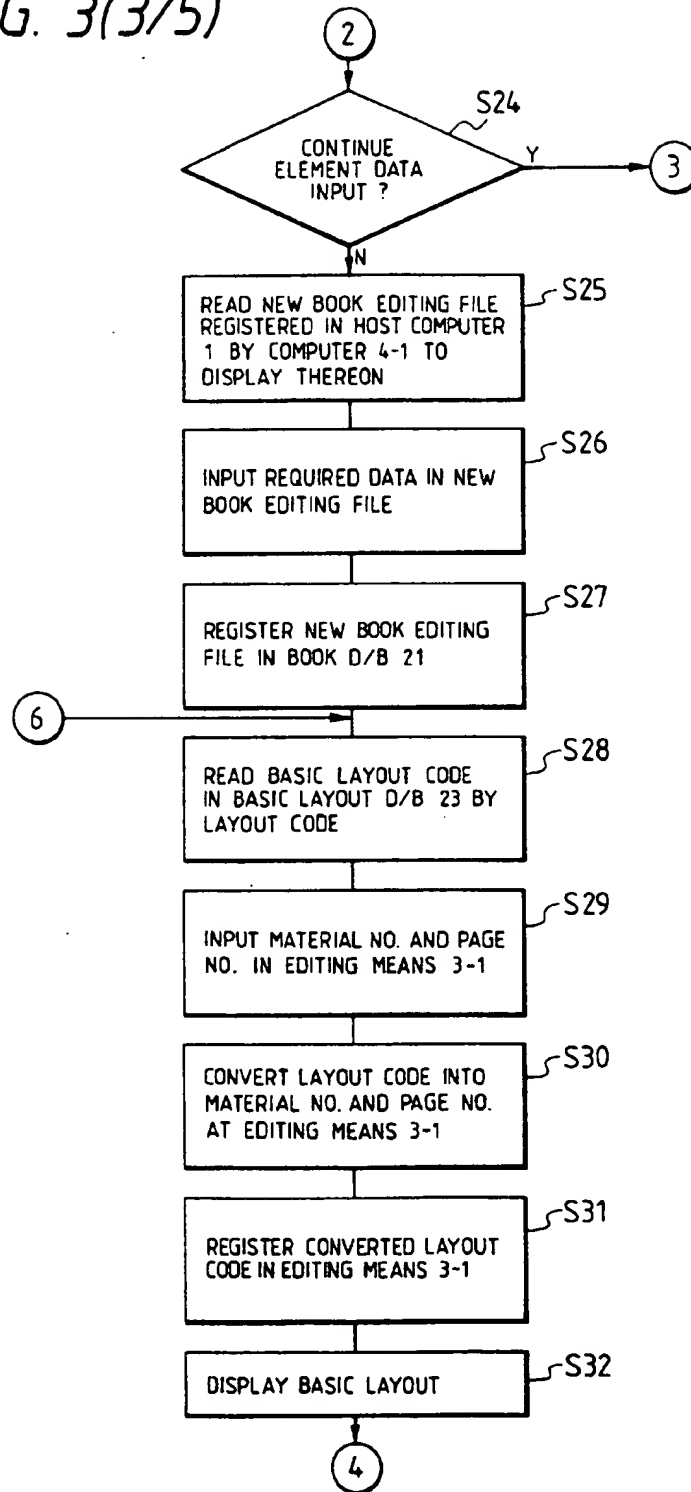 G. 3(3/5)
2
S24
CONTINUE
ELEMENT DATA
INPUT ?
Y
3
N
S25
READ NEW BOOK EDITING FILE
REGISTERED IN HOST COMPUTER
1 BY COMPUTER 4-1 TO
DISPLAY THEREON
S26
INPUT REQUIRED DATA IN NEW
BOOK EDITING FILE
S27
REGISTER NEW BOOK EDITING
FILE IN BOOK D/B 21
6
S28
READ BASIC LAYOUT CODE
IN BASIC LAYOUT D/B 23 BY
LAYOUT CODE
S29
INPUT MATERIAL NO. AND PAGE
NO. IN EDITING MEANS 3-1
S30
CONVERT LAYOUT CODE INTO
MATERIAL NO. AND PAGE NO.
AT EDITING MEANS 3-1
S31
REGISTER CONVERTED LAYOUT
CODE IN EDITING MEANS 3-1
S32
DISPLAY BASIC LAYOUT
4